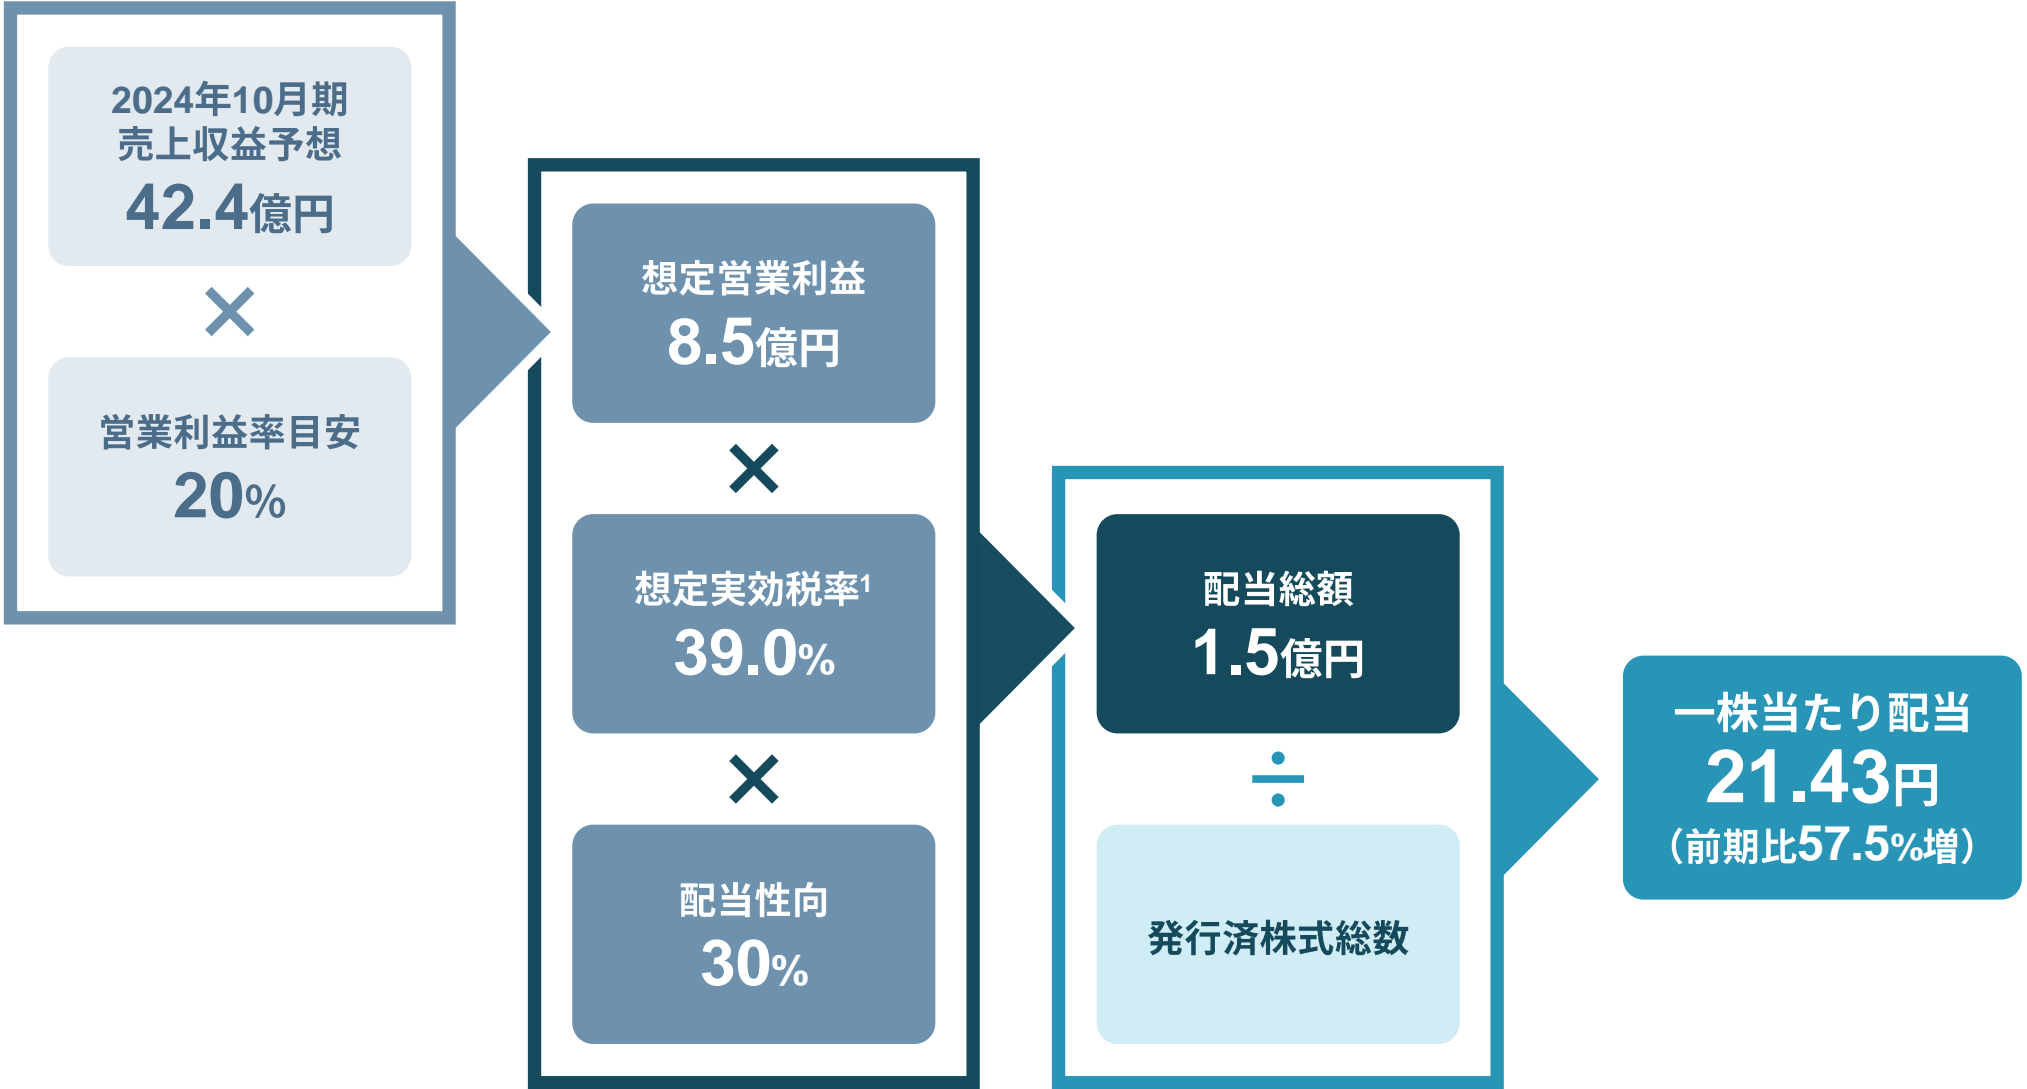 2024年10月期
売上収益予想
42.4億円
×
営業利益率目安
20%
想定営業利益
8.5億円
×
想定実効税率1
39.0%
×
配当性向
30%
配当総額
1.5億円
÷
発行済株式総数
一株当たり配当
21.43円
（前期比57.5%増）